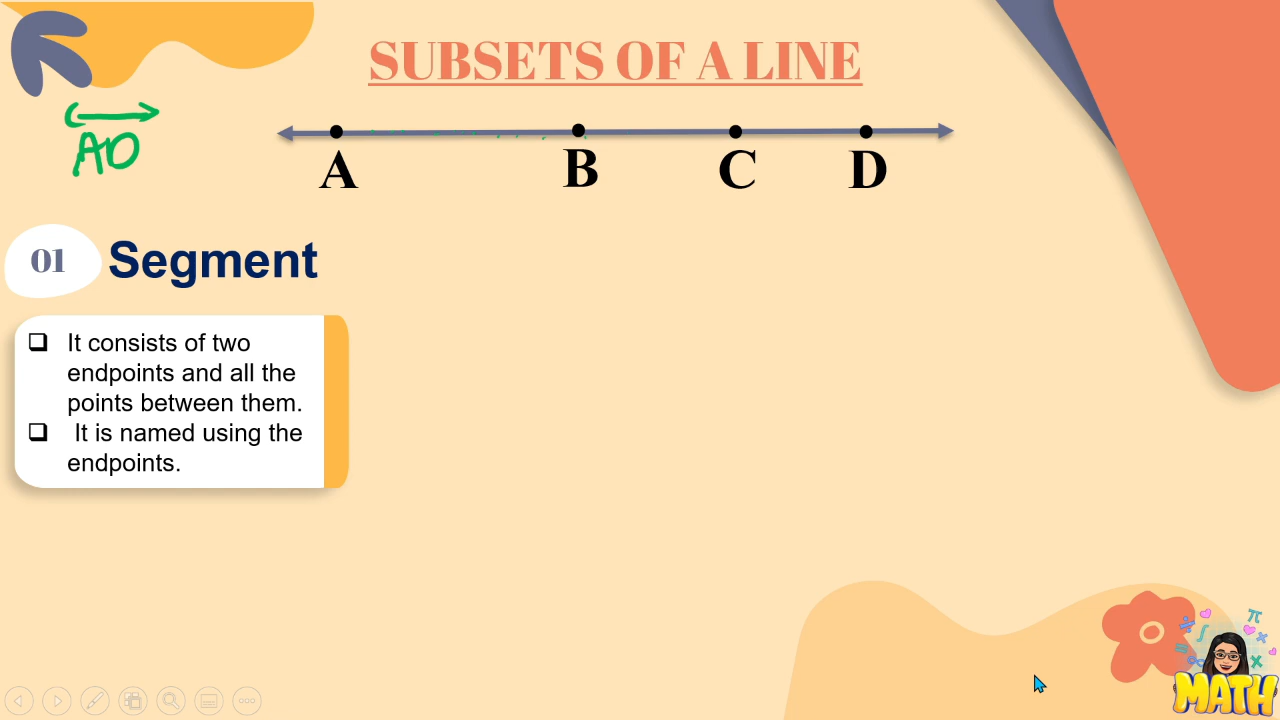 SUBSETS OF A LINE
AD
A B C D
01 Segment
❑ It consists of two
endpoints and all the
points between them.
❑ It is named using the
endpoints.
MATH